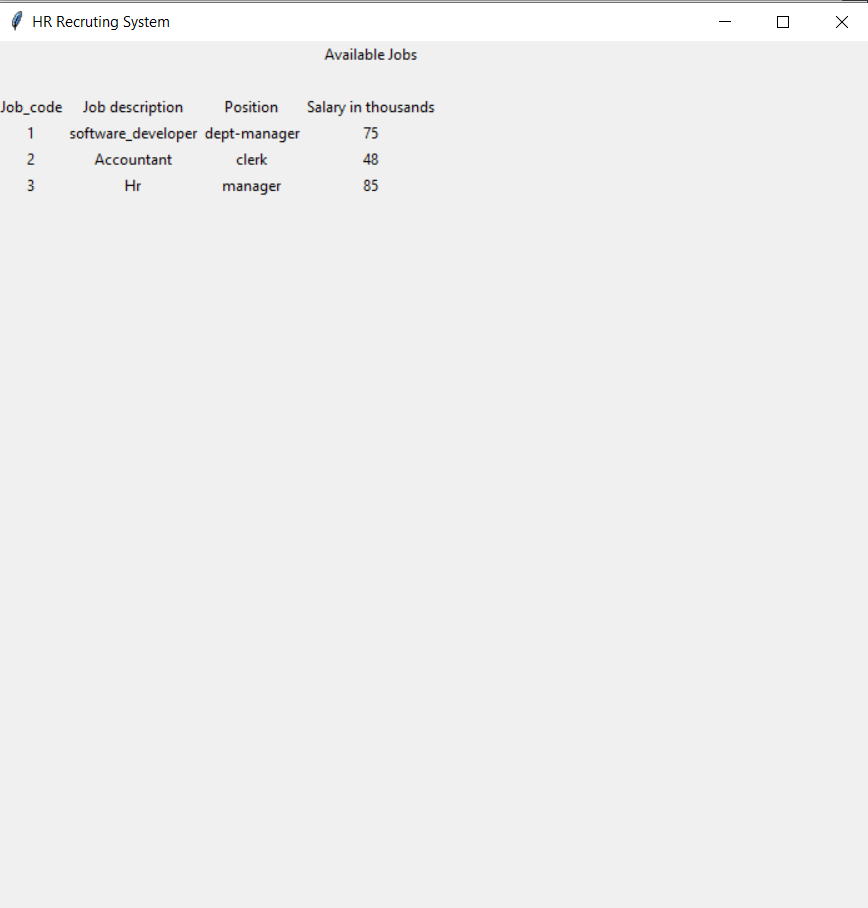 HR Recruting System
Available Jobs
Job_code Job description Position Salary in thousands
1 software_developer dept-manager 75
2 Accountant clerk 48
3 Hr manager 85